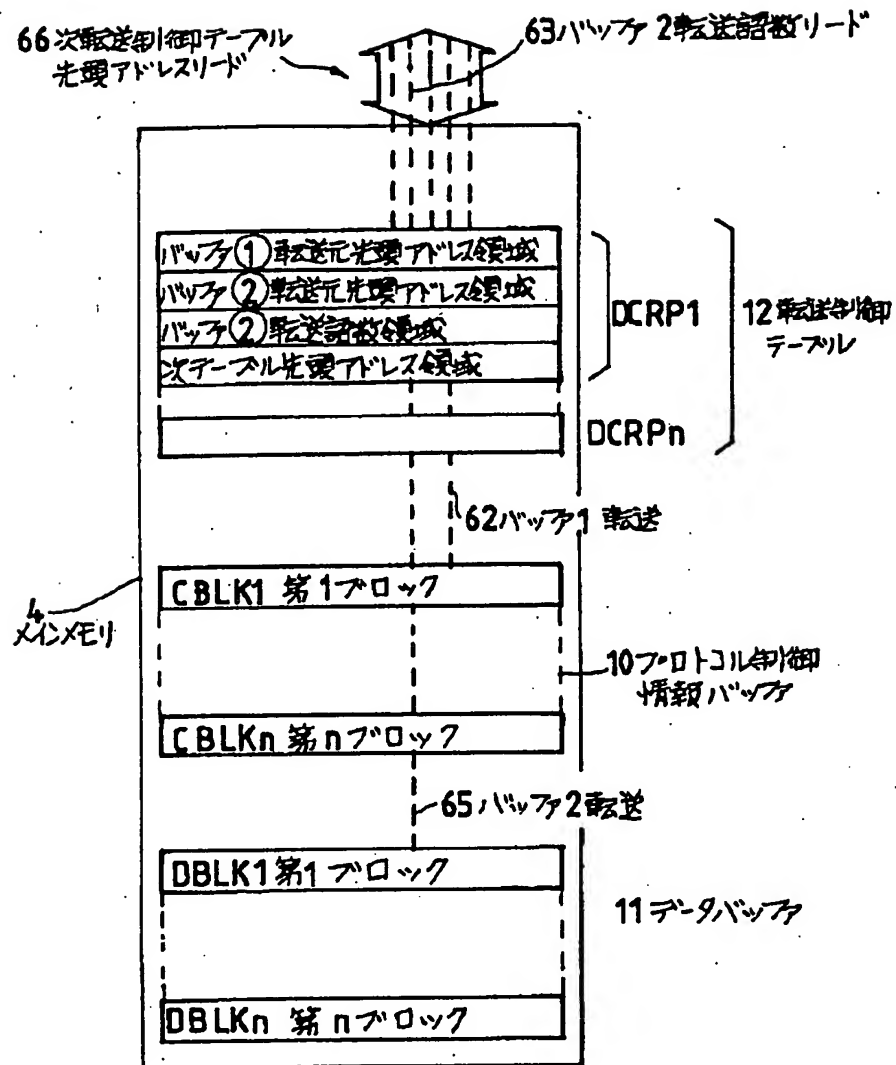 66次転送制御テーブル
先頭アドレスリード
63バッファ2転送語数リード
バッファ①転送元先頭アドレス領域
バッファ②転送元先頭アドレス領域
バッファ②転送語数領域
次テーブル先頭アドレス領域
DCRP1
12転送制御
テーブル
DCRPn
62バッファ1転送
CBLK1 第1ブロック
4
メインメモリ
10プロトコル制御
情報バッファ
CBLKn 第nブロック
65バッファ2転送
DBLK1第1ブロック
11データバッファ
DBLKn 第nブロック